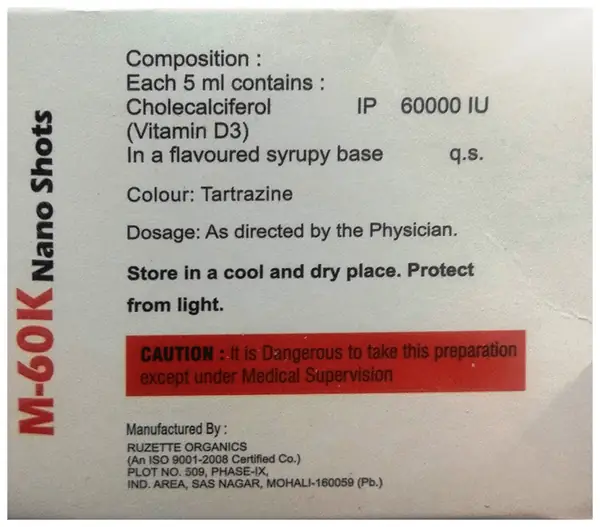 M-60K Nano Shots
Composition :
Each 5 ml contains :
Cholecalciferol IP 60000 IU
(Vitamin D3)
In a flavoured syrupy base q.s.
Colour: Tartrazine
Dosage: As directed by the Physician.
Store in a cool and dry place. Protect
from light.
CAUTION : It is Dangerous to take this preparation
except under Medical Supervision
Manufactured By :
RUZETTE ORGANICS
(An ISO 9001-2008 Certified Co.)
PLOT NO. 509, PHASE-IX,
IND. AREA, SAS NAGAR, MOHALI-160059 (Pb.)